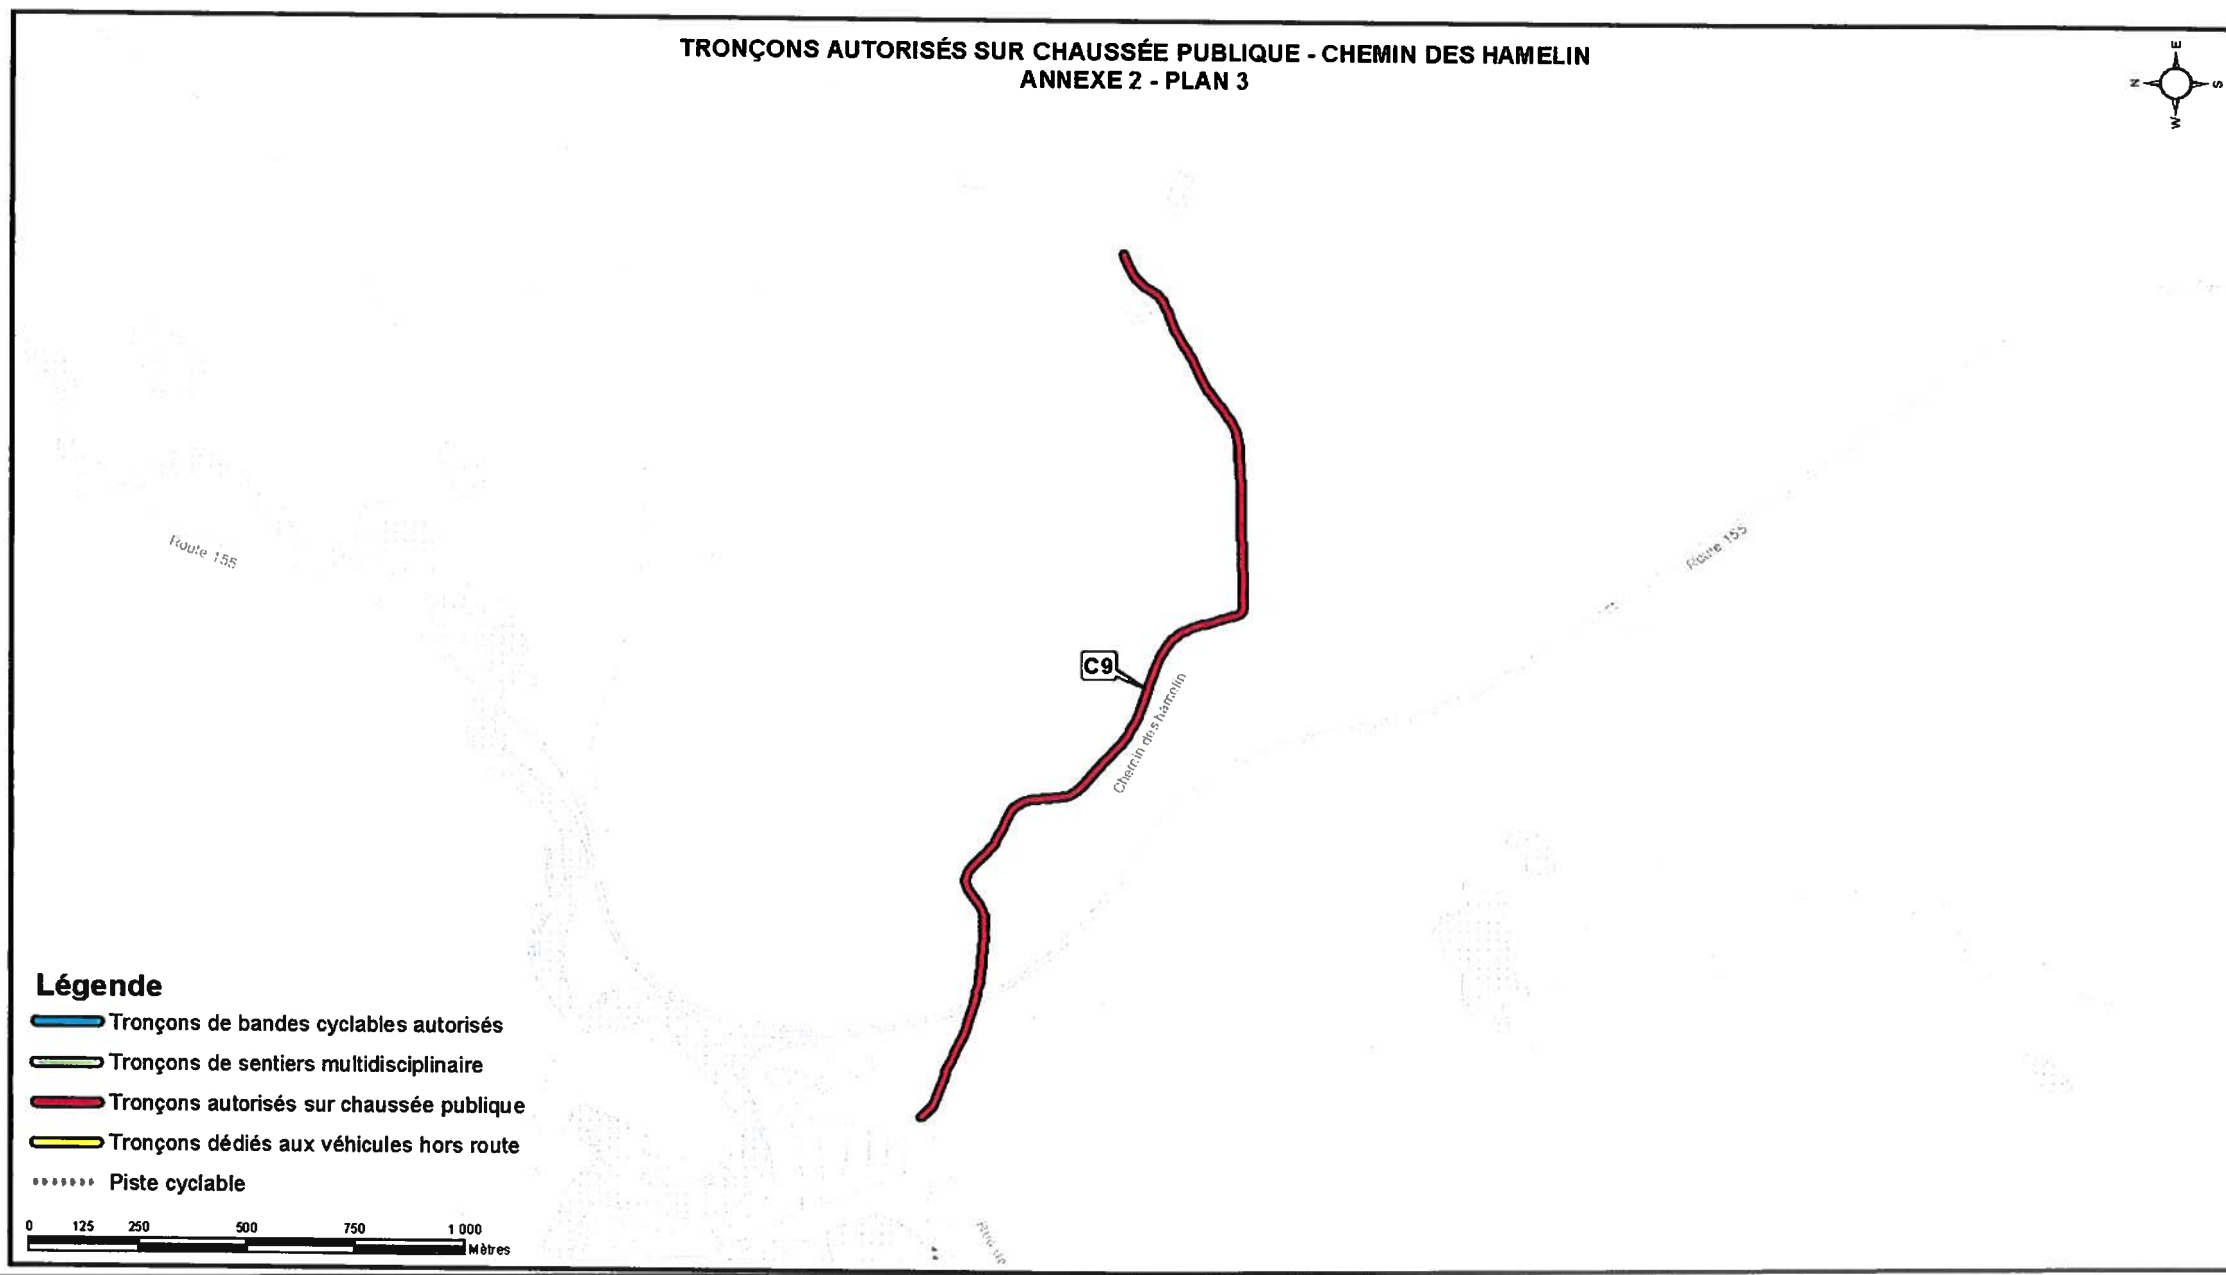 TRONÇONS AUTORISÉS SUR CHAUSSÉE PUBLIQUE - CHEMIN DES HAMELIN
ANNEXE 2 - PLAN 3
E
N
S
W
Route 155
Route 155
C9
Chemin des hamelin
Légende
Tronçons de bandes cyclables autorisés
Tronçons de sentiers multidisciplinaire
Tronçons autorisés sur chaussée publique
Tronçons dédiés aux véhicules hors route
Piste cyclable
0 125 250 500 750 1 000
Mètres